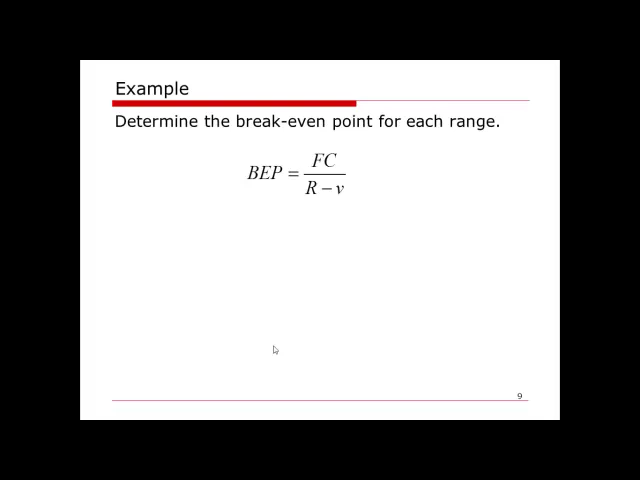 Example
Determine the break-even point for each range.
BEP = FC / (R − v)
9